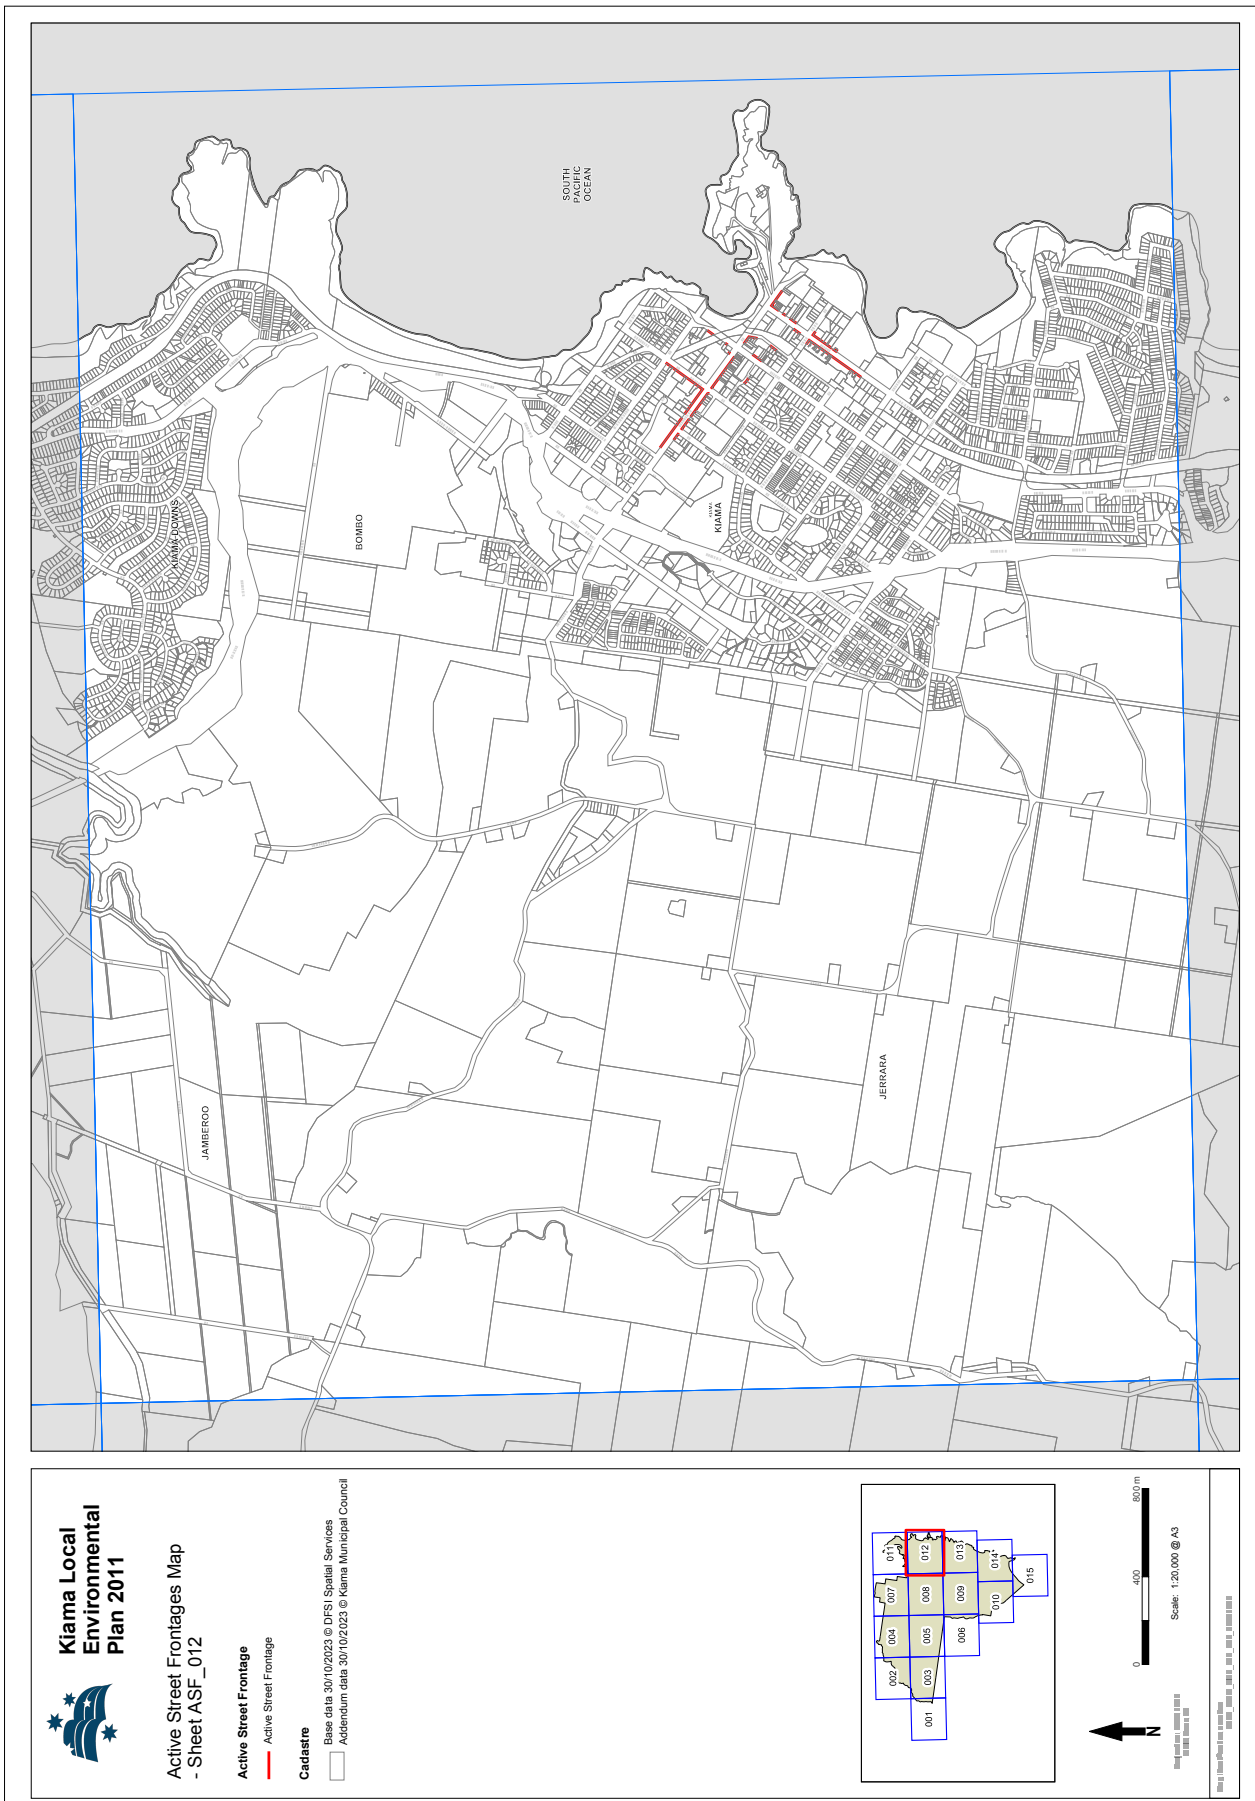 Kiama Local
Environmental
Plan 2011
Active Street Frontages Map
- Sheet ASF_012
Active Street Frontage
Active Street Frontage
Cadastre
Base data 30/10/2023 © DFSI Spatial Services
Addendum data 30/10/2023 © Kiama Municipal Council
001
002
003
004
005
006
007
008
009
010
011
012
013
014
015
N
0
400
800 m
Scale: 1:20,000 @ A3
SOUTH
PACIFIC
OCEAN
KIAMA DOWNS
BOMBO
KIAMA
KIAMA
JAMBEROO
JERRARA